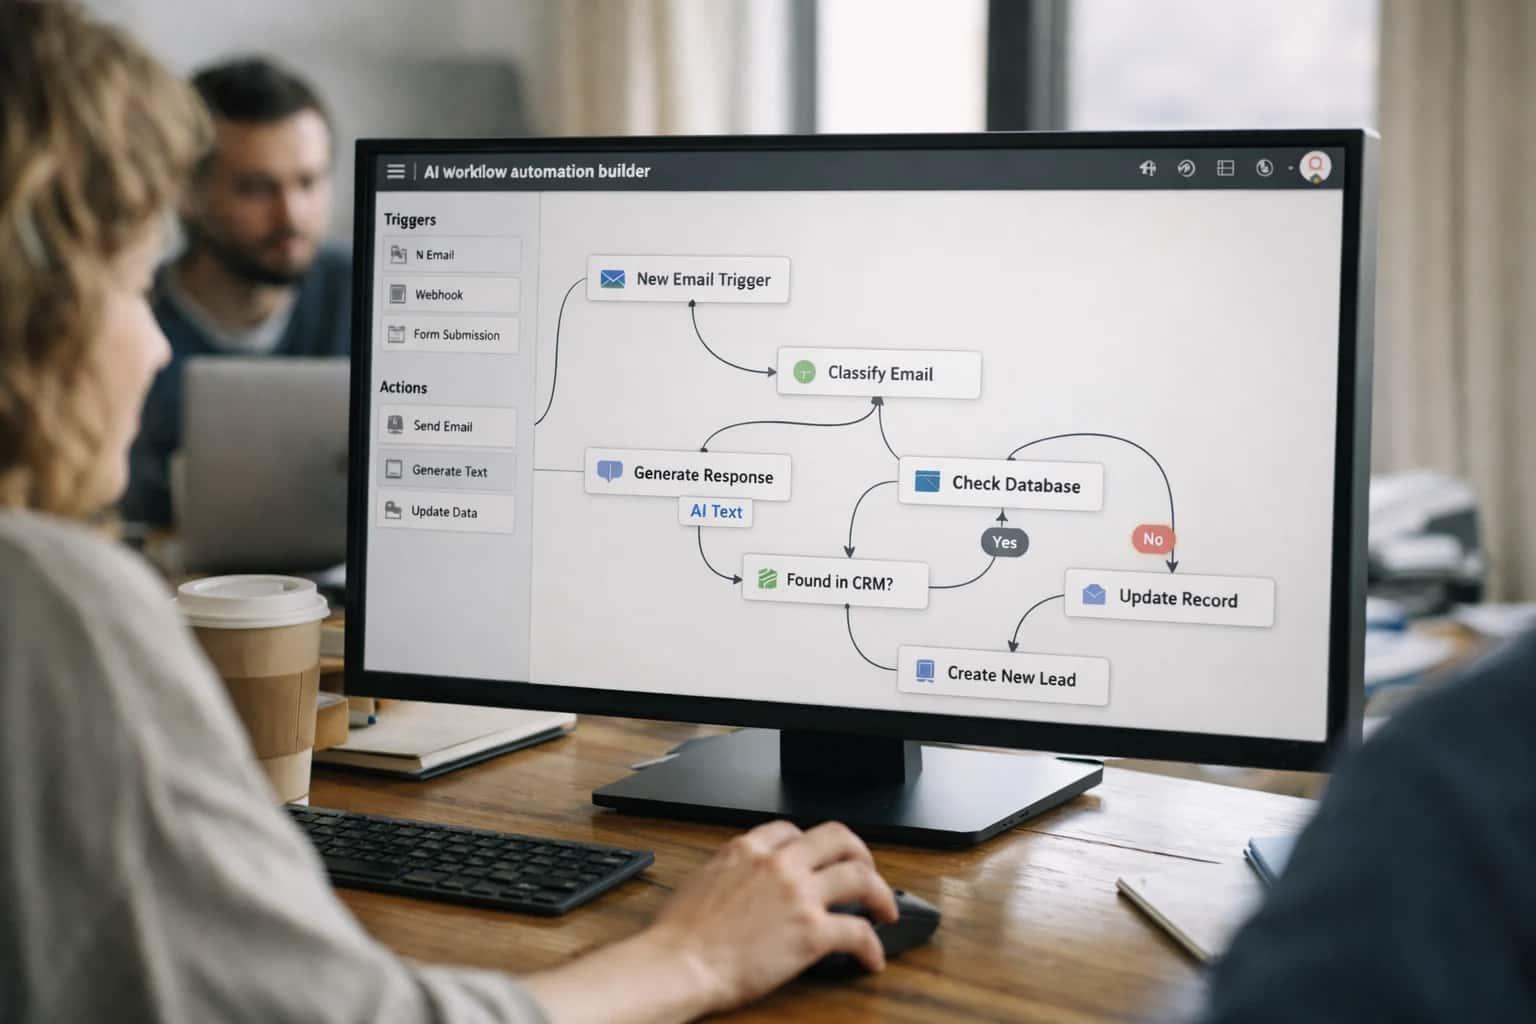 AI Workflow automation builder
Triggers
N Email
Webhook
Form Submission
Actions
Send Email
Generate Text
Update Data
New Email Trigger
Classify Email
Generate Response
AI Text
Check Database
Yes
No
Found in CRM?
Update Record
Create New Lead